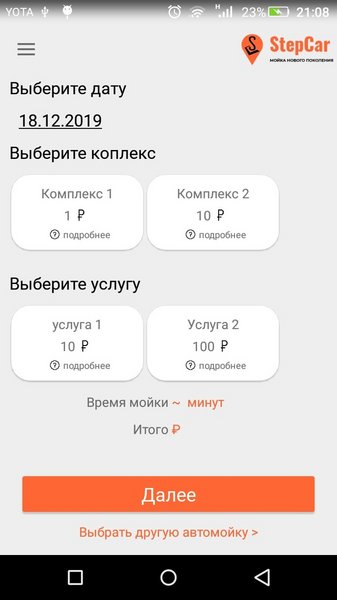 YOTA H 23% 21:08
StepCar
МОЙКА НОВОГО ПОКОЛЕНИЯ
Выберите дату
18.12.2019
Выберите коплекс
Комплекс 1 Комплекс 2
1 ₽ 10 ₽
? подробнее ? подробнее
Выберите услугу
услуга 1 Услуга 2
10 ₽ 100 ₽
? подробнее ? подробнее
Время мойки ~ минут
Итого ₽
Далее
Выбрать другую автомойку >